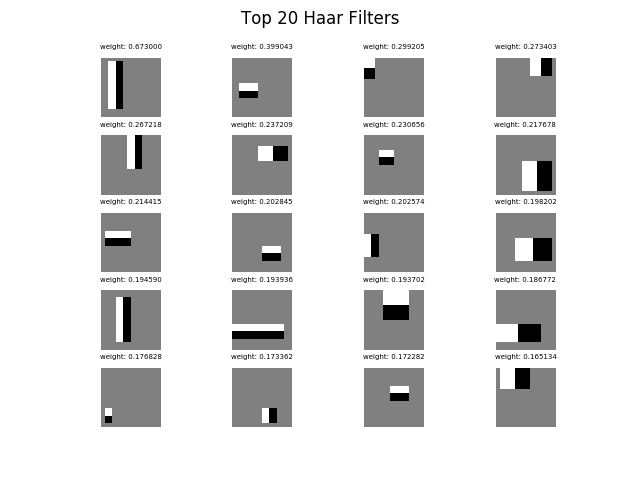 Top 20 Haar Filters
weight: 0.673000 weight: 0.399043 weight: 0.299205 weight: 0.273403
weight: 0.267218 weight: 0.237209 weight: 0.230656 weight: 0.217678
weight: 0.214415 weight: 0.202845 weight: 0.202574 weight: 0.198202
weight: 0.194590 weight: 0.193936 weight: 0.193702 weight: 0.186772
weight: 0.176828 weight: 0.173362 weight: 0.172282 weight: 0.165134